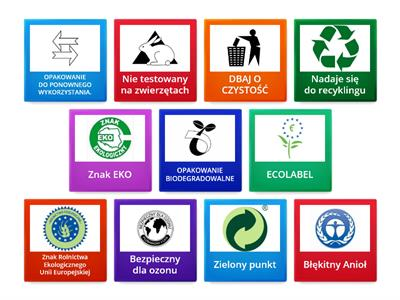 OPAKOWANIE
DO PONOWNEGO
WYKORZYSTANIA.
Nie testowany
na zwierzętach
DBAJ O
CZYSTOŚĆ
Nadaje się
do recyklingu
ZNAK
EKO
EKOLOGICZNY
Znak EKO
OPAKOWANIE
BIODEGRADOWALNE
ECOLABEL
Znak Rolnictwa
Ekologicznego
Unii Europejskiej
Bezpieczny
dla ozonu
®
Zielony punkt
Błękitny Anioł